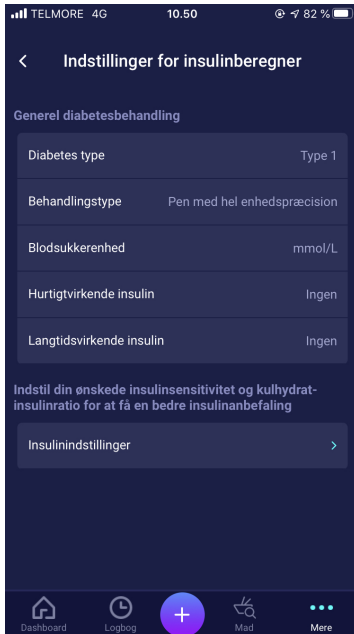 TELMORE 4G 10.50 82 %
Indstillinger for insulinberegner
Generel diabetesbehandling
Diabetes type Type 1
Behandlingstype Pen med hel enhedspræcision
Blodsukkerenhed mmol/L
Hurtigtvirkende insulin Ingen
Langtidsvirkende insulin Ingen
Indstil din ønskede insulinsensitivitet og kulhydrat-
insulinratio for at få en bedre insulinanbefaling
Insulinindstillinger
Dashboard Logbog Mad Mere